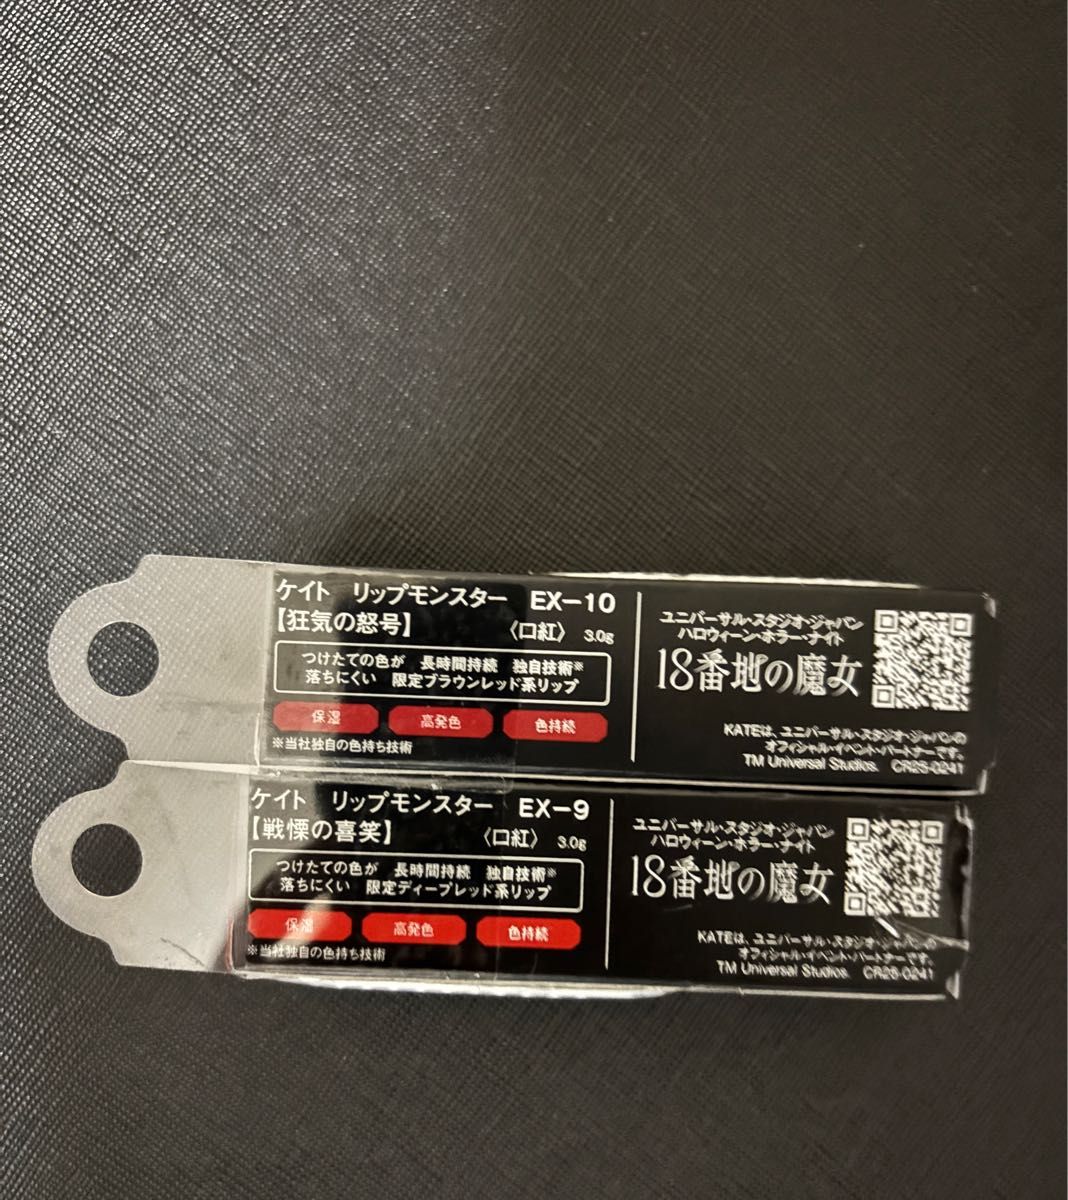 ケイト リップモンスター EX-10
【狂気の怒号】 〈口紅〉 3.0g
つけたての色が 長時間持続 独自技術※
落ちにくい 限定ブラウンレッド系リップ
保湿 高発色 色持続
※当社独自の色持ち技術
ユニバーサル・スタジオ・ジャパン
ハロウィーン・ホラー・ナイト
18番地の魔女
KATEは、ユニバーサル・スタジオ・ジャパンの
オフィシャル・イベント・パートナーです。
TM Universal Studios. CR25-0241
ケイト リップモンスター EX-9
【戦慄の喜笑】 〈口紅〉 3.0g
つけたての色が 長時間持続 独自技術※
落ちにくい 限定ディープレッド系リップ
保湿 高発色 色持続
※当社独自の色持ち技術
ユニバーサル・スタジオ・ジャパン
ハロウィーン・ホラー・ナイト
18番地の魔女
KATEは、ユニバーサル・スタジオ・ジャパンの
オフィシャル・イベント・パートナーです。
TM Universal Studios. CR25-0241